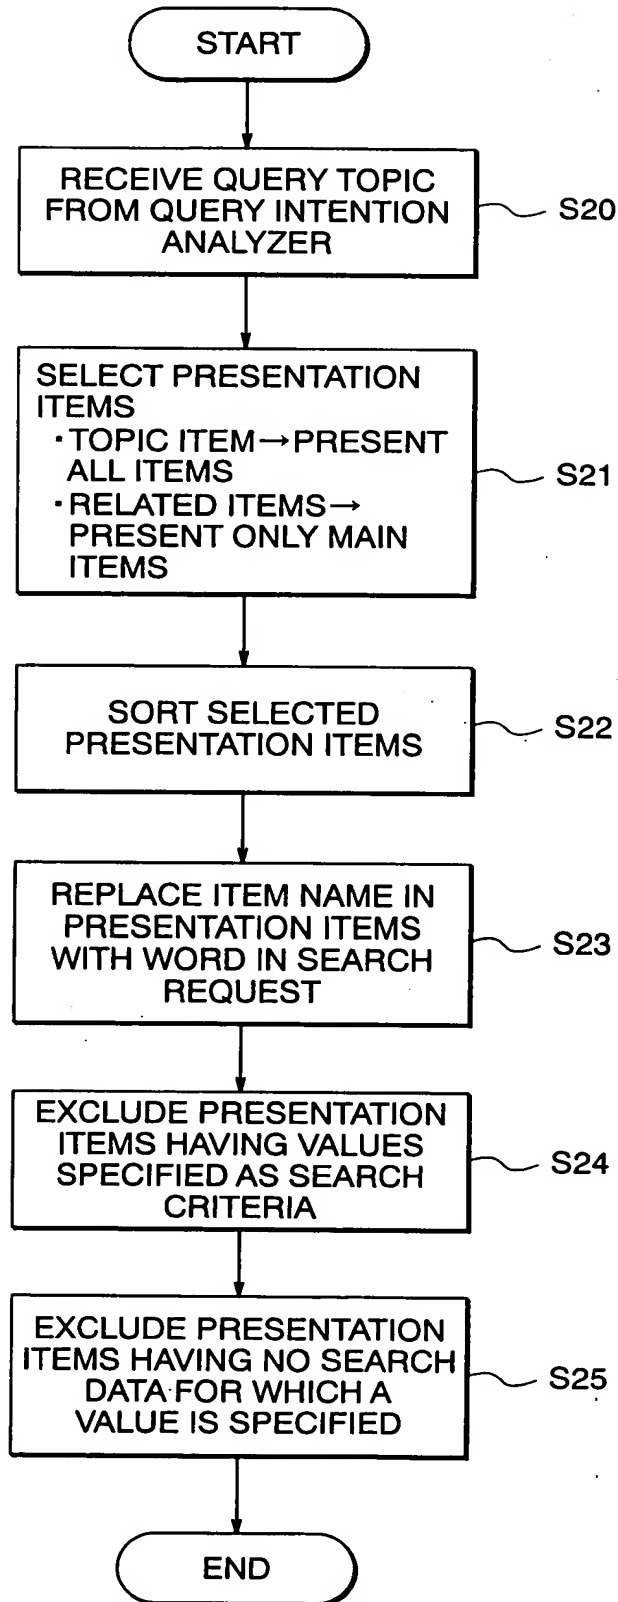 START
RECEIVE QUERY TOPIC
FROM QUERY INTENTION
ANALYZER
S20
SELECT PRESENTATION
ITEMS
・TOPIC ITEM→PRESENT
ALL ITEMS
・RELATED ITEMS→
PRESENT ONLY MAIN
ITEMS
S21
SORT SELECTED
PRESENTATION ITEMS
S22
REPLACE ITEM NAME IN
PRESENTATION ITEMS
WITH WORD IN SEARCH
REQUEST
S23
EXCLUDE PRESENTATION
ITEMS HAVING VALUES
SPECIFIED AS SEARCH
CRITERIA
S24
EXCLUDE PRESENTATION
ITEMS HAVING NO SEARCH
DATA FOR WHICH A
VALUE IS SPECIFIED
S25
END